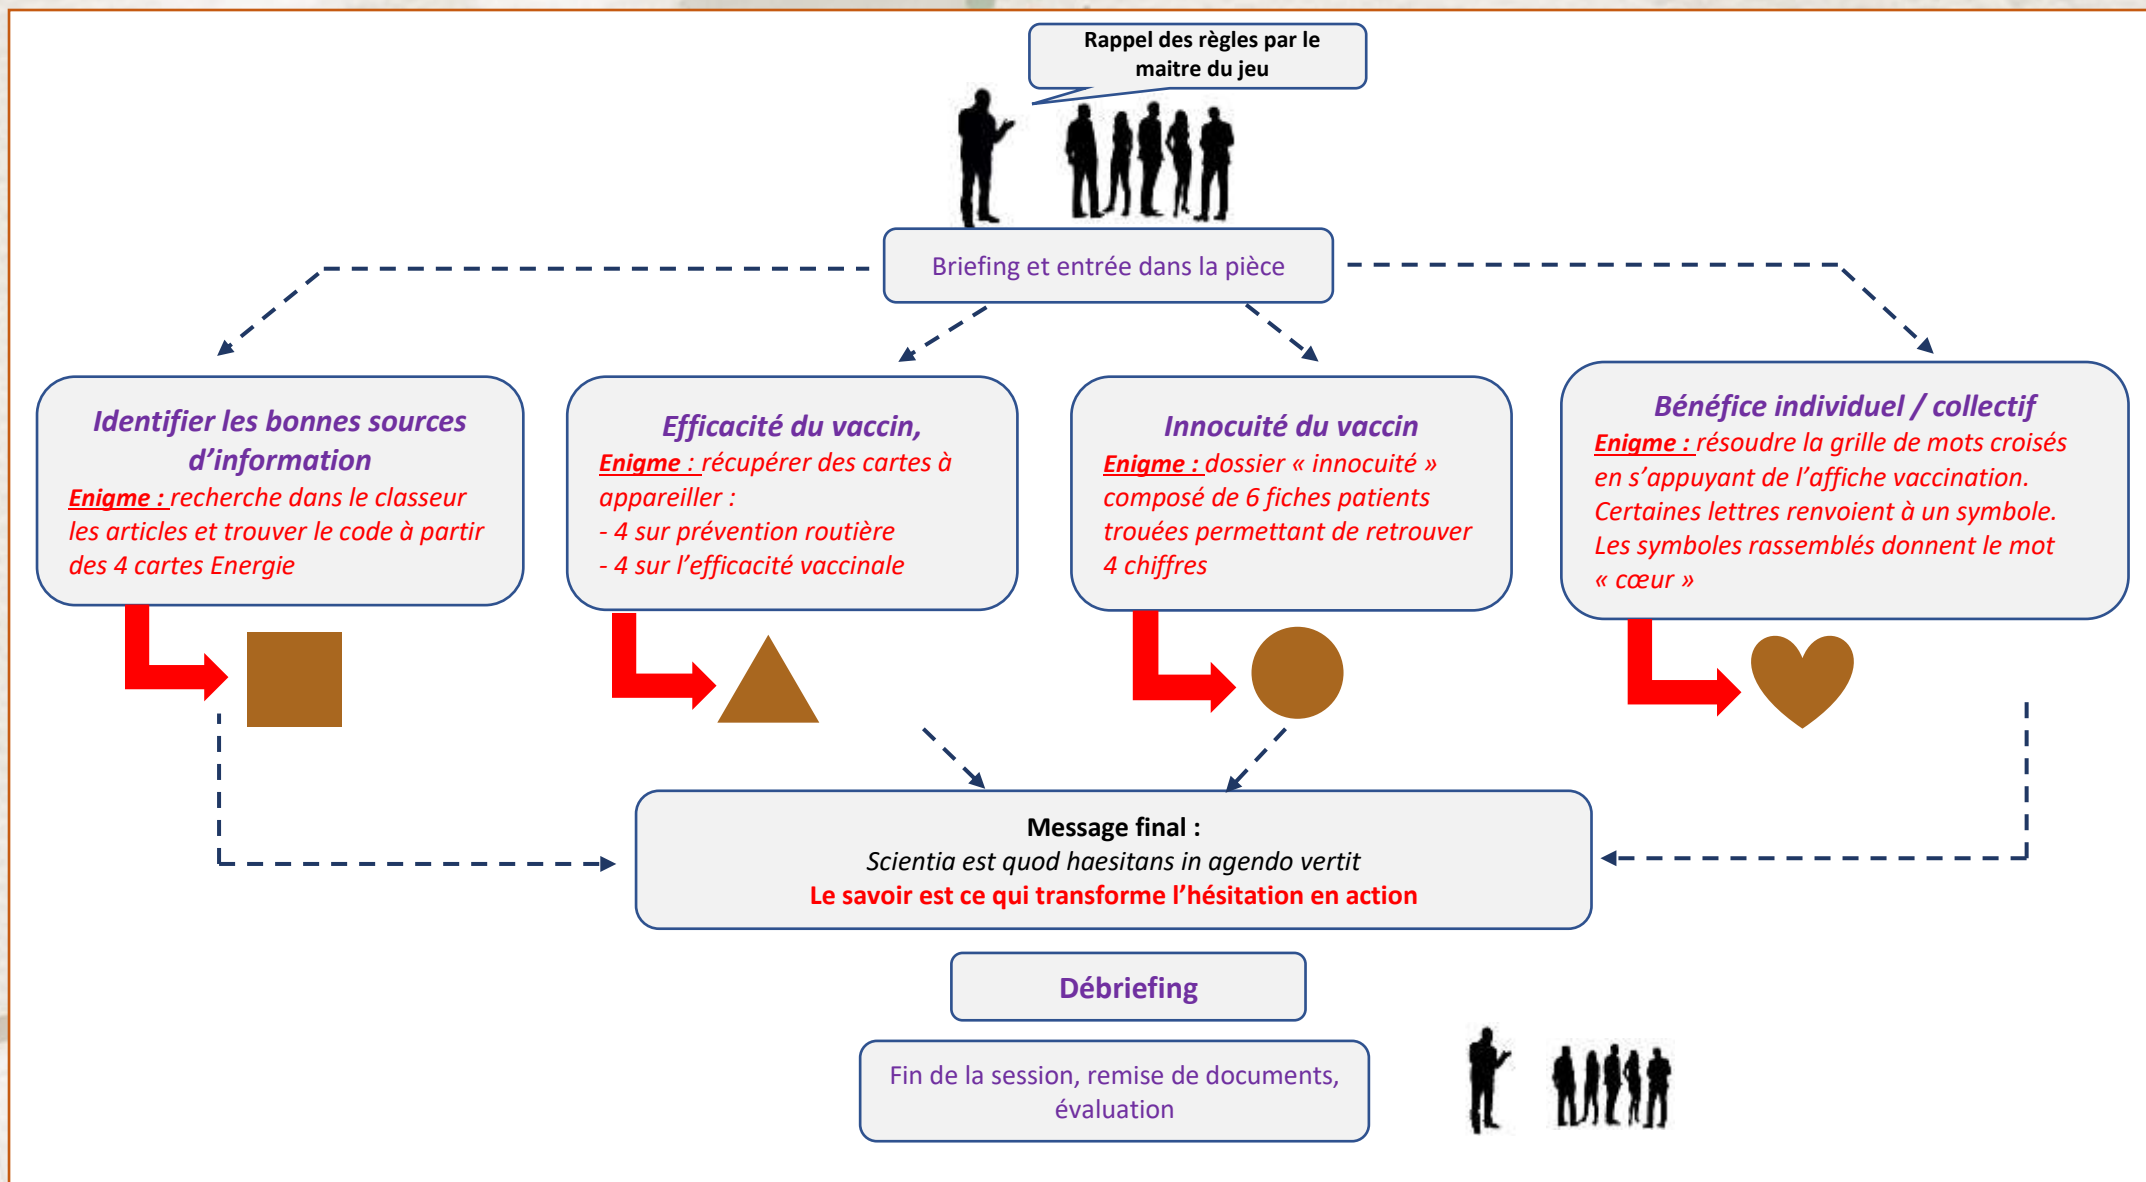 Rappel des règles par le
maitre du jeu
Briefing et entrée dans la pièce
Identifier les bonnes sources
d’information
Enigme : recherche dans le classeur
les articles et trouver le code à partir
des 4 cartes Energie
Efficacité du vaccin,
Enigme : récupérer des cartes à
appareiller :
- 4 sur prévention routière
- 4 sur l’efficacité vaccinale
Innocuité du vaccin
Enigme : dossier « innocuité »
composé de 6 fiches patients
trouées permettant de retrouver
4 chiffres
Bénéfice individuel / collectif
Enigme : résoudre la grille de mots croisés
en s’appuyant de l’affiche vaccination.
Certaines lettres renvoient à un symbole.
Les symboles rassemblés donnent le mot
« cœur »
Message final :
Scientia est quod haesitans in agendo vertit
Le savoir est ce qui transforme l’hésitation en action
Débriefing
Fin de la session, remise de documents,
évaluation